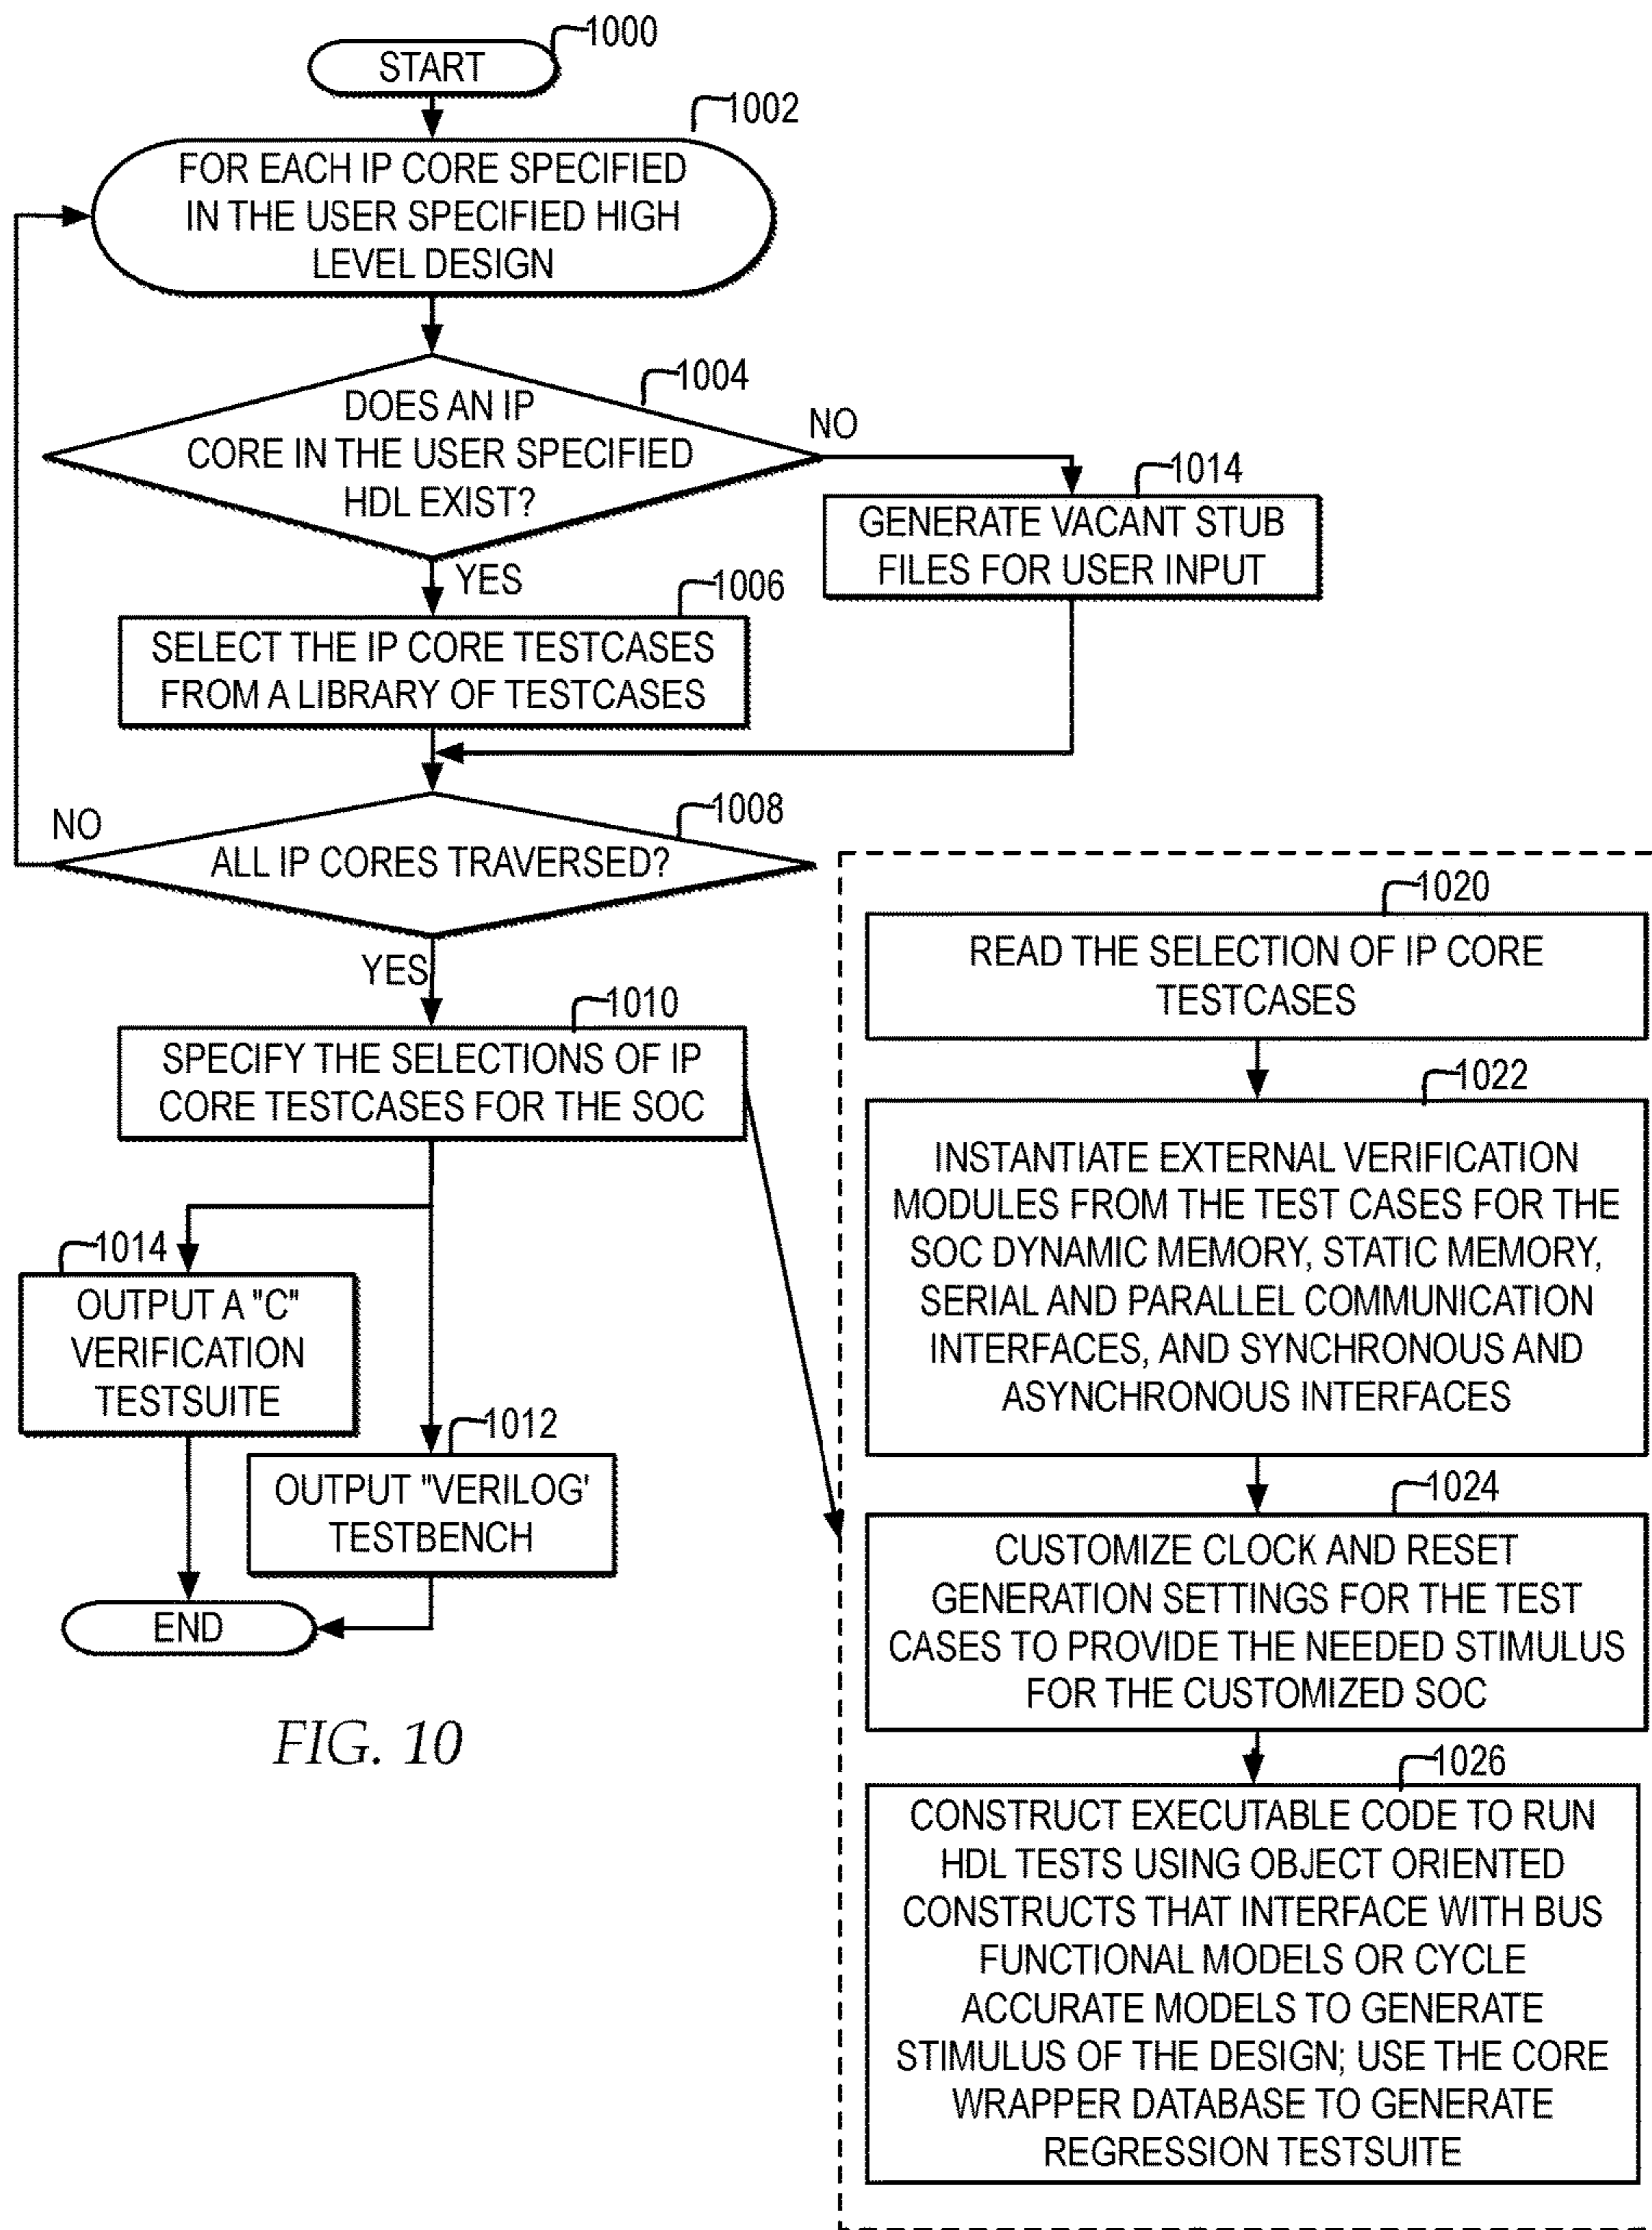 1000
START
1002
FOR EACH IP CORE SPECIFIED
IN THE USER SPECIFIED HIGH
LEVEL DESIGN
1004
DOES AN IP
CORE IN THE USER SPECIFIED
HDL EXIST?
NO
1014
GENERATE VACANT STUB
FILES FOR USER INPUT
YES
1006
SELECT THE IP CORE TESTCASES
FROM A LIBRARY OF TESTCASES
1008
NO
ALL IP CORES TRAVERSED?
YES
1010
SPECIFY THE SELECTIONS OF IP
CORE TESTCASES FOR THE SOC
1014
OUTPUT A "C"
VERIFICATION
TESTSUITE
1012
OUTPUT "VERILOG'
TESTBENCH
END
1020
READ THE SELECTION OF IP CORE
TESTCASES
1022
INSTANTIATE EXTERNAL VERIFICATION
MODULES FROM THE TEST CASES FOR THE
SOC DYNAMIC MEMORY, STATIC MEMORY,
SERIAL AND PARALLEL COMMUNICATION
INTERFACES, AND SYNCHRONOUS AND
ASYNCHRONOUS INTERFACES
1024
CUSTOMIZE CLOCK AND RESET
GENERATION SETTINGS FOR THE TEST
CASES TO PROVIDE THE NEEDED STIMULUS
FOR THE CUSTOMIZED SOC
1026
CONSTRUCT EXECUTABLE CODE TO RUN
HDL TESTS USING OBJECT ORIENTED
CONSTRUCTS THAT INTERFACE WITH BUS
FUNCTIONAL MODELS OR CYCLE
ACCURATE MODELS TO GENERATE
STIMULUS OF THE DESIGN; USE THE CORE
WRAPPER DATABASE TO GENERATE
REGRESSION TESTSUITE
FIG. 10